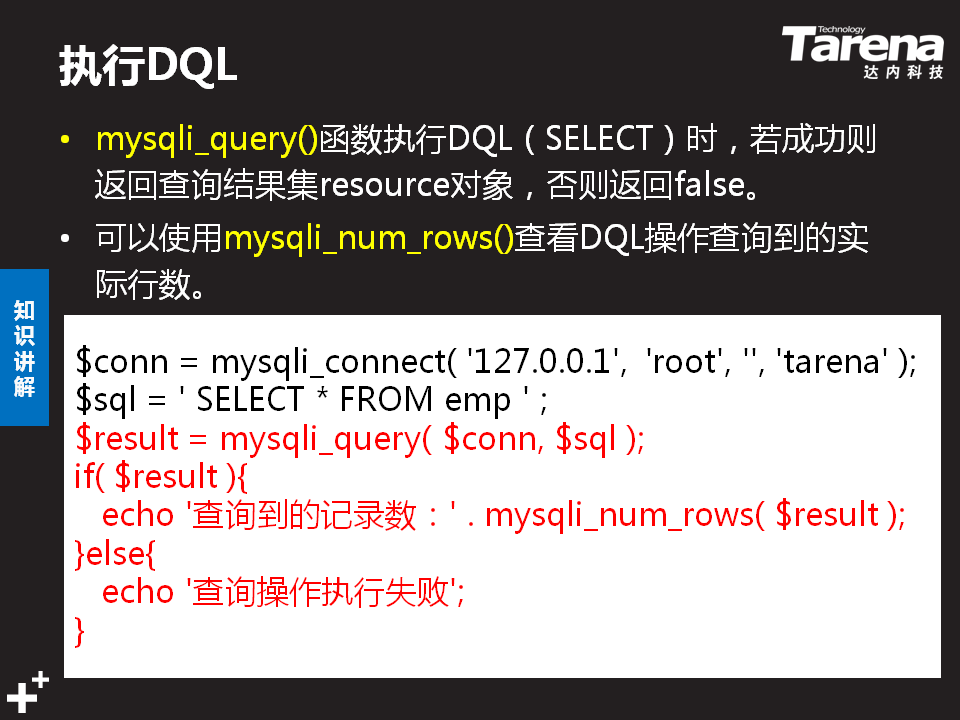 执行DQL
Technology
Tarena
达内科技
• mysqli_query()函数执行DQL（SELECT）时，若成功则
返回查询结果集resource对象，否则返回false。
• 可以使用mysqli_num_rows()查看DQL操作查询到的实
际行数。
知
识
讲
解
$conn = mysqli_connect( '127.0.0.1', 'root', '', 'tarena' );
$sql = ' SELECT * FROM emp ' ;
$result = mysqli_query( $conn, $sql );
if( $result ){
echo '查询到的记录数：' . mysqli_num_rows( $result );
}else{
echo '查询操作执行失败';
}